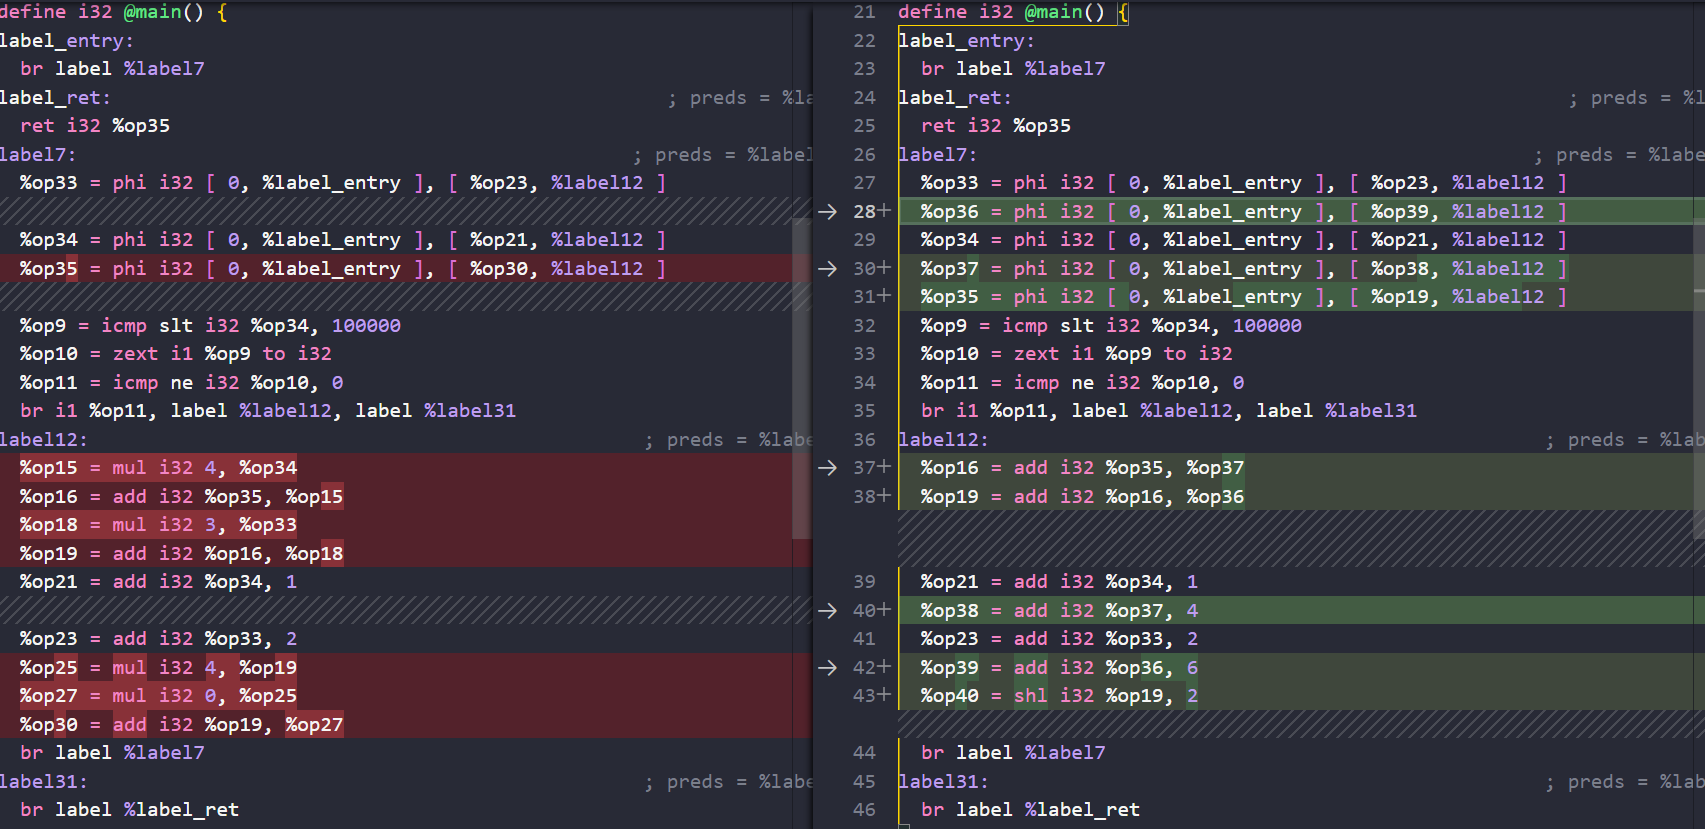 define i32 @main() {
label_entry:
br label %label7
label_ret: ; preds = %la
ret i32 %op35
label7: ; preds = %label
%op33 = phi i32 [ 0, %label_entry ], [ %op23, %label12 ]
%op34 = phi i32 [ 0, %label_entry ], [ %op21, %label12 ]
%op35 = phi i32 [ 0, %label_entry ], [ %op30, %label12 ]
%op9 = icmp slt i32 %op34, 100000
%op10 = zext i1 %op9 to i32
%op11 = icmp ne i32 %op10, 0
br i1 %op11, label %label12, label %label31
label12: ; preds = %labe
%op15 = mul i32 4, %op34
%op16 = add i32 %op35, %op15
%op18 = mul i32 3, %op33
%op19 = add i32 %op16, %op18
%op21 = add i32 %op34, 1
%op23 = add i32 %op33, 2
%op25 = mul i32 4, %op19
%op27 = mul i32 0, %op25
%op30 = add i32 %op19, %op27
br label %label7
label31: ; preds = %labe
br label %label_ret
21 define i32 @main() {
22 label_entry:
23 br label %label7
24 label_ret: ; preds = %l
25 ret i32 %op35
26 label7: ; preds = %labe
27 %op33 = phi i32 [ 0, %label_entry ], [ %op23, %label12 ]
→ 28+ %op36 = phi i32 [ 0, %label_entry ], [ %op39, %label12 ]
29 %op34 = phi i32 [ 0, %label_entry ], [ %op21, %label12 ]
→ 30+ %op37 = phi i32 [ 0, %label_entry ], [ %op38, %label12 ]
31+ %op35 = phi i32 [ 0, %label_entry ], [ %op19, %label12 ]
32 %op9 = icmp slt i32 %op34, 100000
33 %op10 = zext i1 %op9 to i32
34 %op11 = icmp ne i32 %op10, 0
35 br i1 %op11, label %label12, label %label31
36 label12: ; preds = %lab
→ 37+ %op16 = add i32 %op35, %op37
38+ %op19 = add i32 %op16, %op36
39 %op21 = add i32 %op34, 1
→ 40+ %op38 = add i32 %op37, 4
41 %op23 = add i32 %op33, 2
→ 42+ %op39 = add i32 %op36, 6
43+ %op40 = shl i32 %op19, 2
44 br label %label7
45 label31: ; preds = %lab
46 br label %label_ret